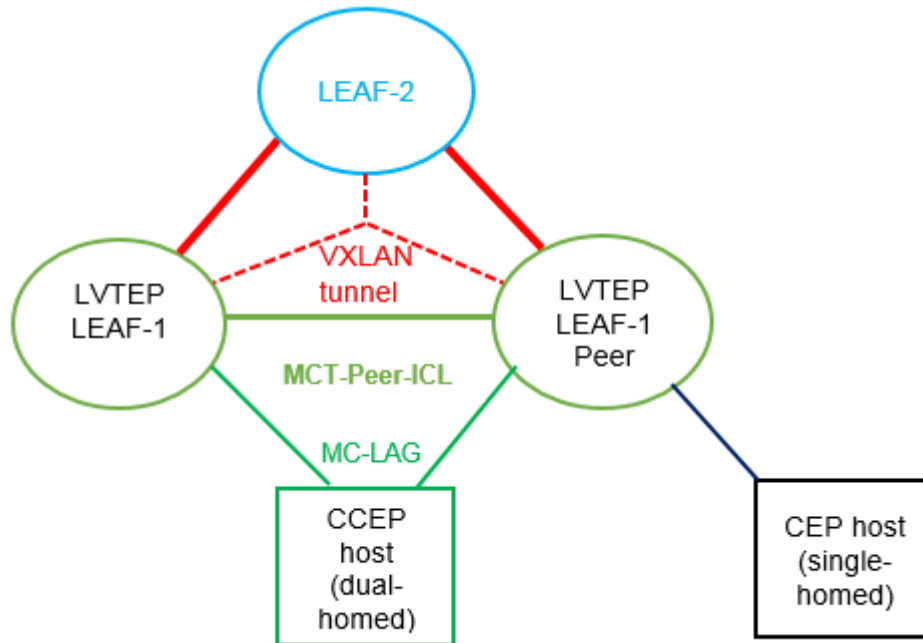 LEAF-2
VXLAN
tunnel
LVTEP
LEAF-1
LVTEP
LEAF-1
Peer
MCT-Peer-ICL
MC-LAG
CCEP
host
(dual-
homed)
CEP host
(single-
homed)